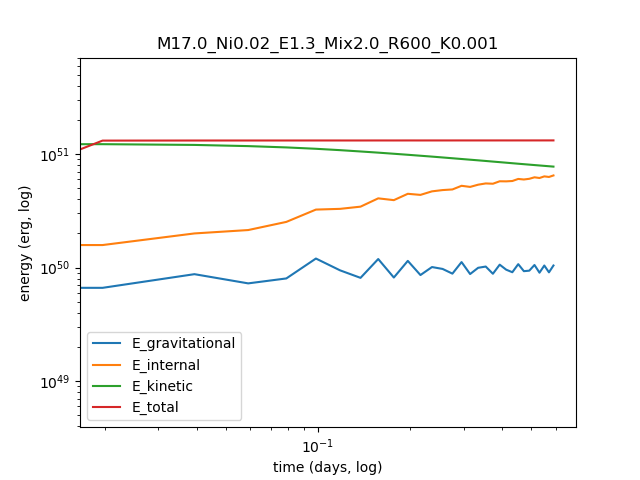 M17.0_Ni0.02_E1.3_Mix2.0_R600_K0.001
energy (erg, log)
10^51
10^50
10^49
E_gravitational
E_internal
E_kinetic
E_total
10^−1
time (days, log)